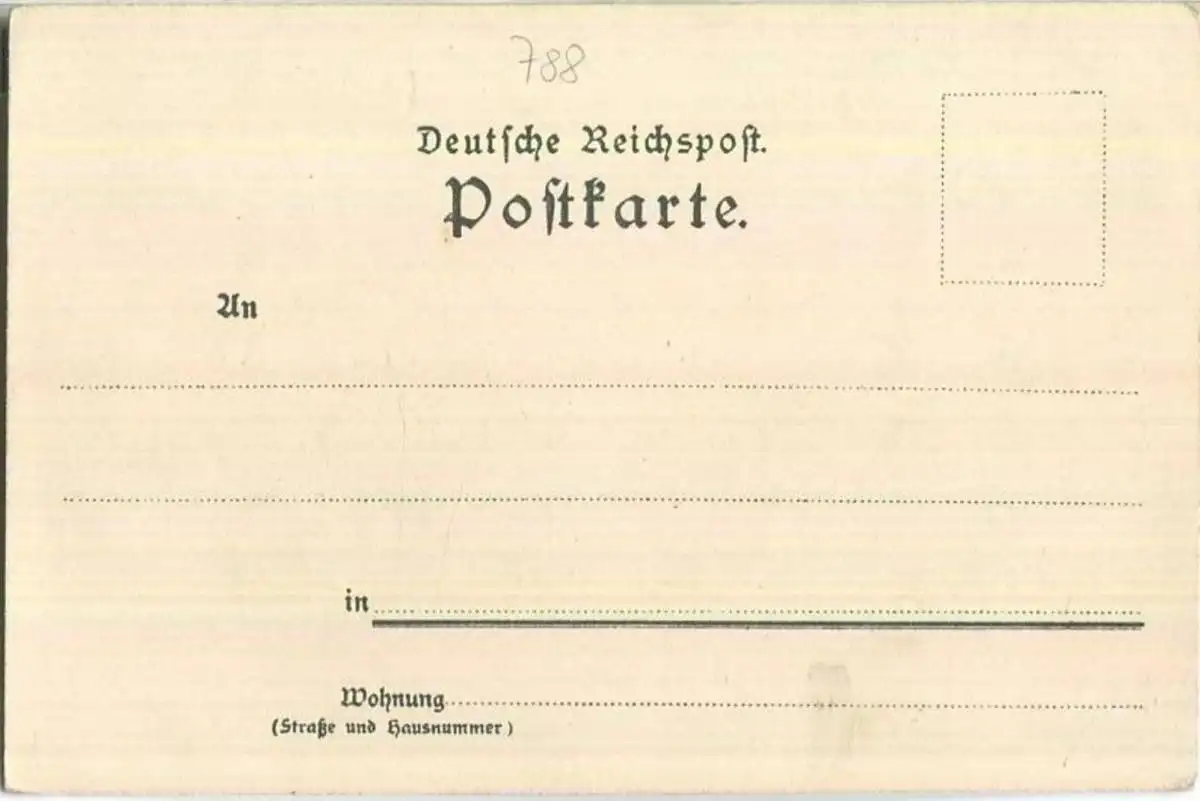 788
Deutſche Reichspoſt.
Poſtkarte.
An
in
Wohnung
(Straße und Hausnummer)